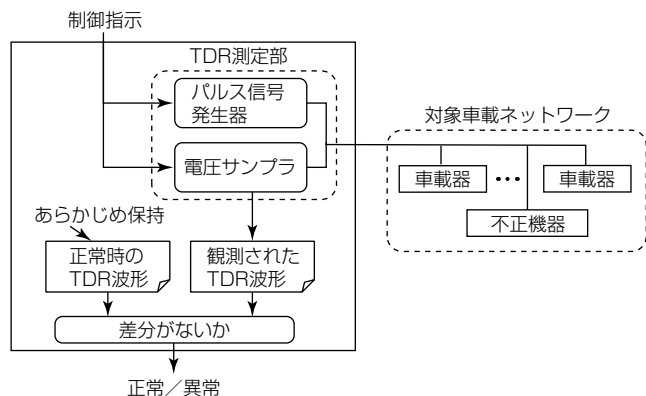 制御指示
TDR測定部
パルス信号
発生器
電圧サンプラ
対象車載ネットワーク
車載器
•••
車載器
不正機器
あらかじめ保持
正常時の
TDR波形
観測された
TDR波形
差分がないか
正常／異常